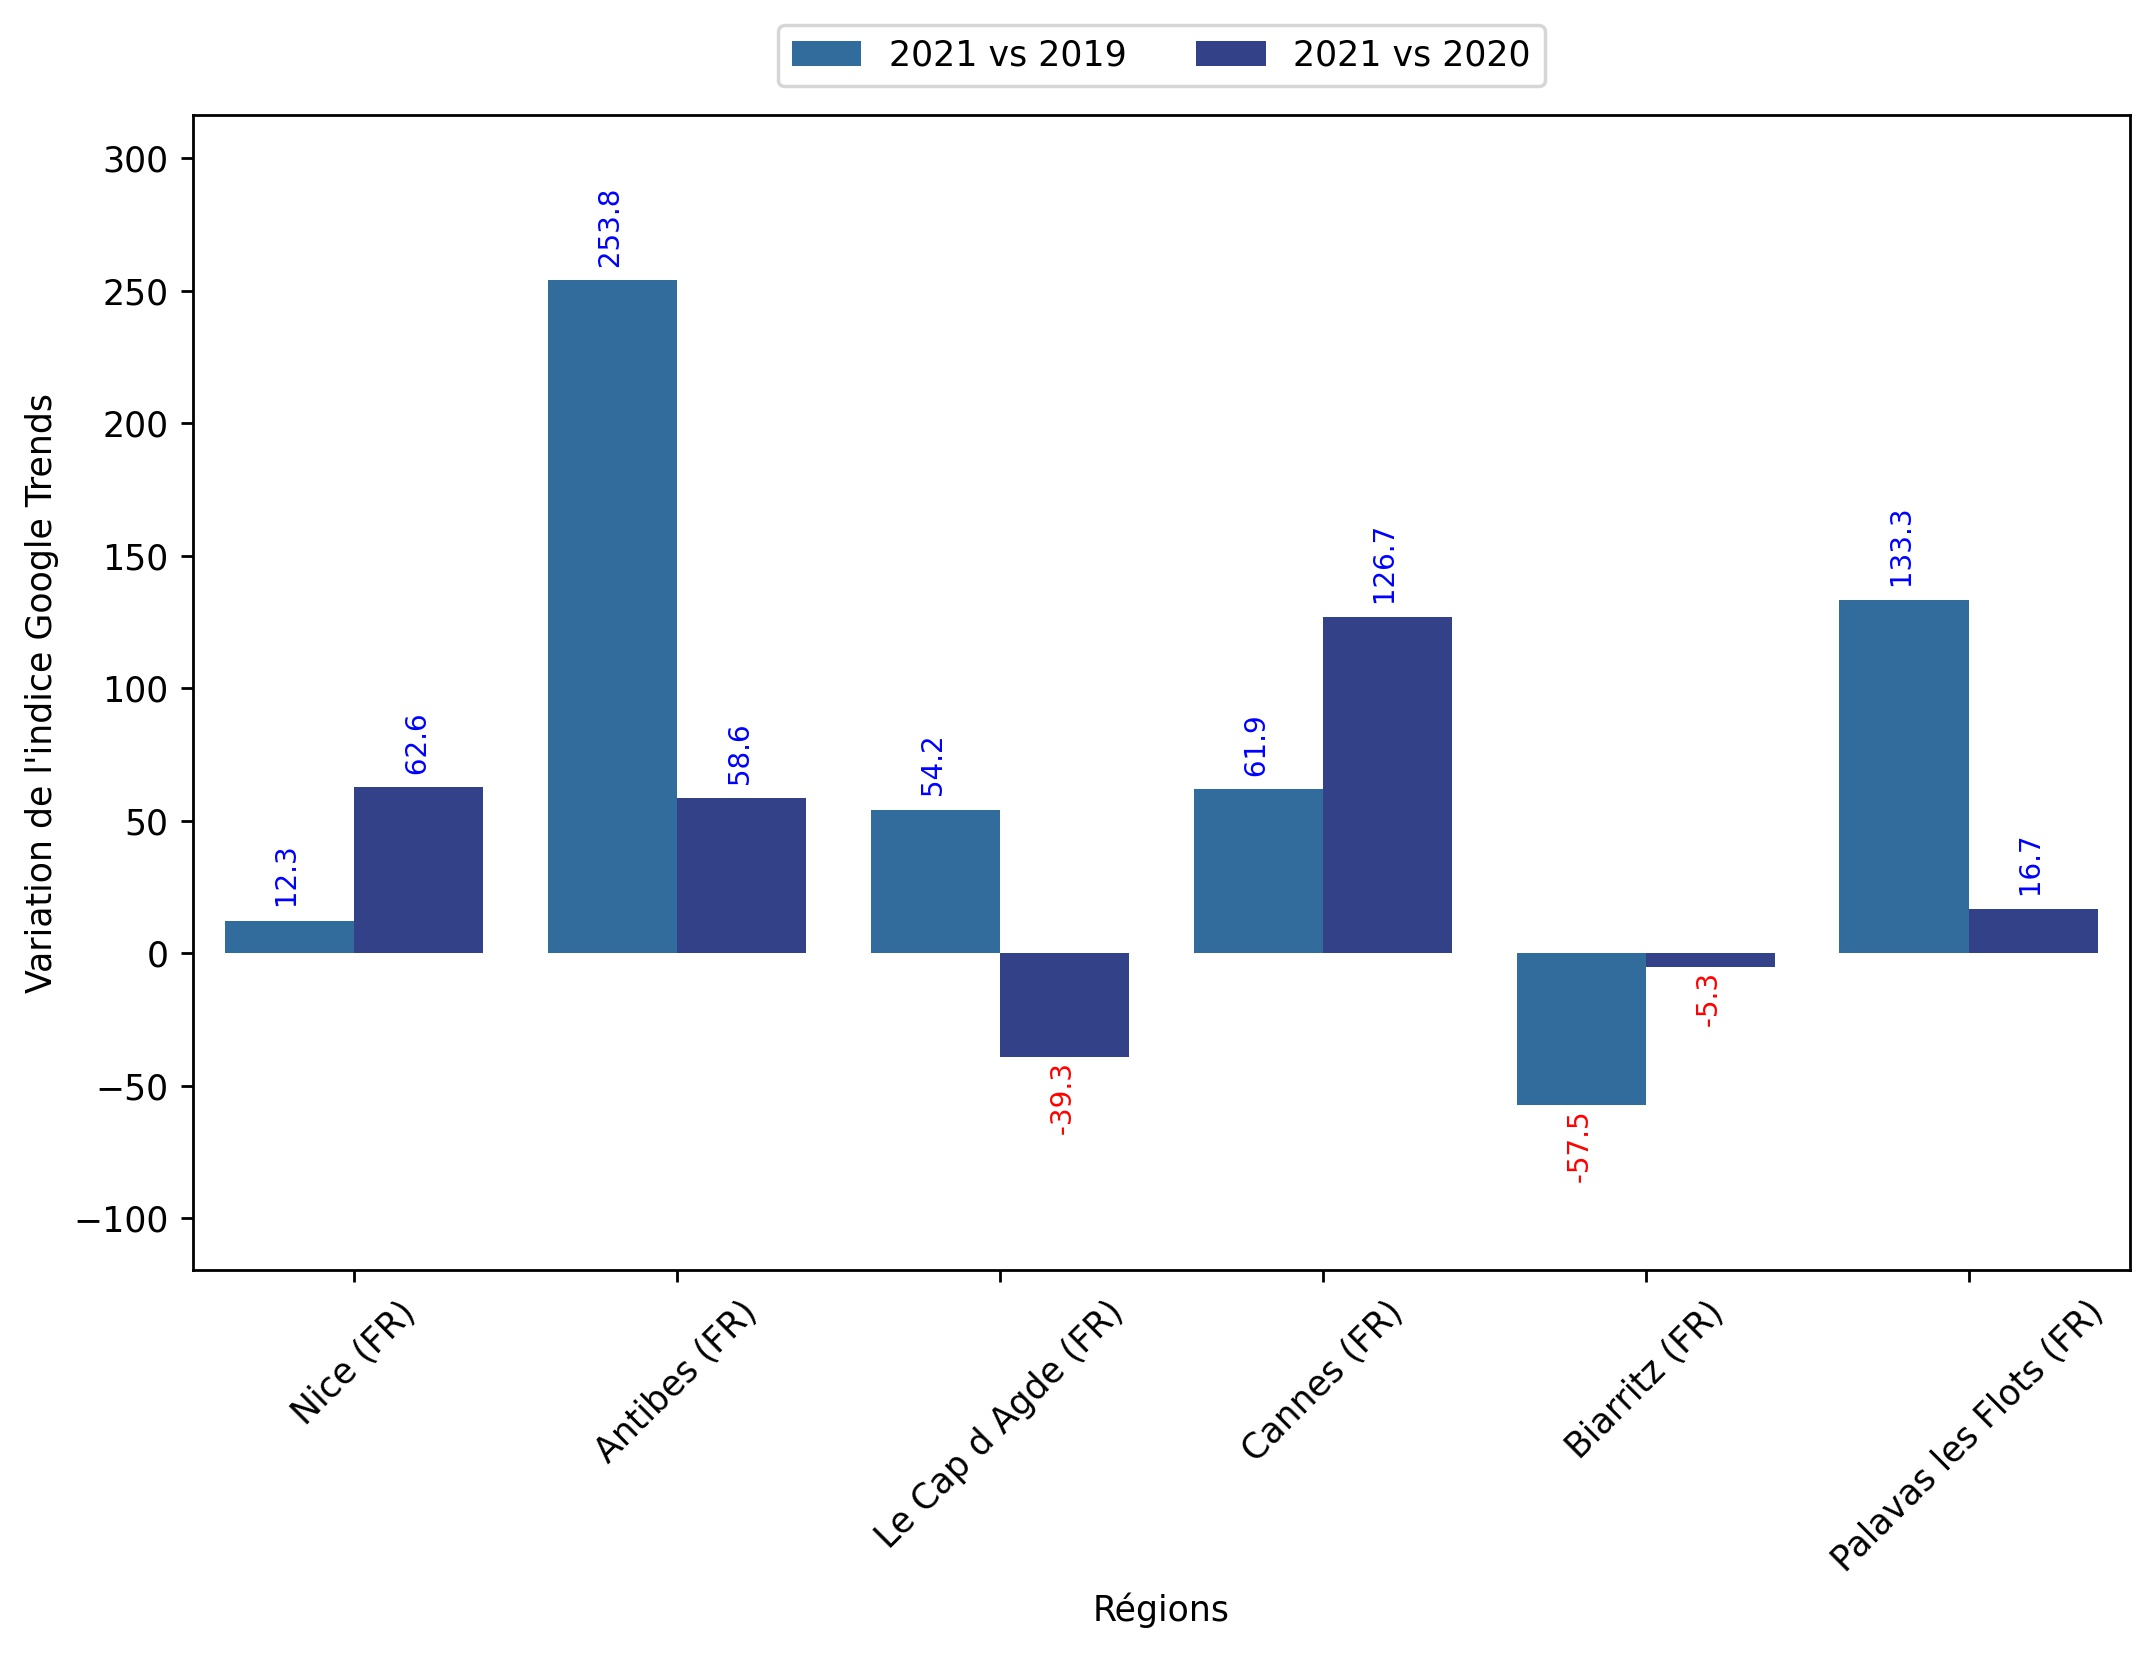 2021 vs 2019 2021 vs 2020
Variation de l'indice Google Trends
300
250
200
150
100
50
0
−50
−100
12.3
62.6
253.8
58.6
54.2
-39.3
61.9
126.7
-57.5
-5.3
133.3
16.7
Nice (FR)
Antibes (FR)
Le Cap d Agde (FR)
Cannes (FR)
Biarritz (FR)
Palavas les Flots (FR)
Régions